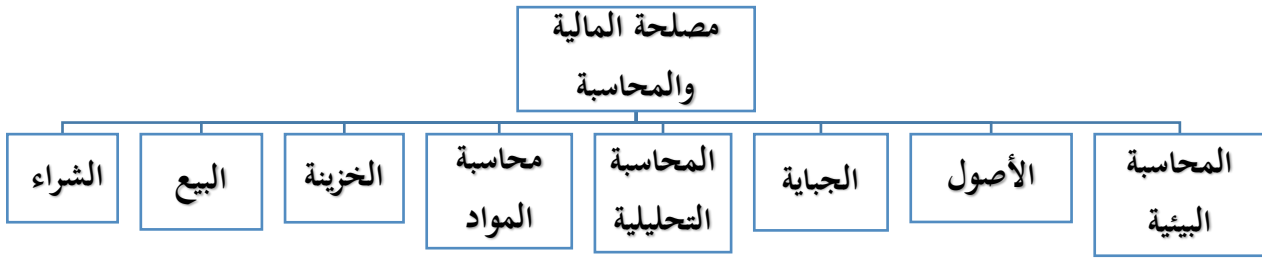 مصلحة المالية
والمحاسبة
المحاسبة
البيئية
الأصول
الجباية
المحاسبة
التحليلية
محاسبة
المواد
الخزينة
البيع
الشراء